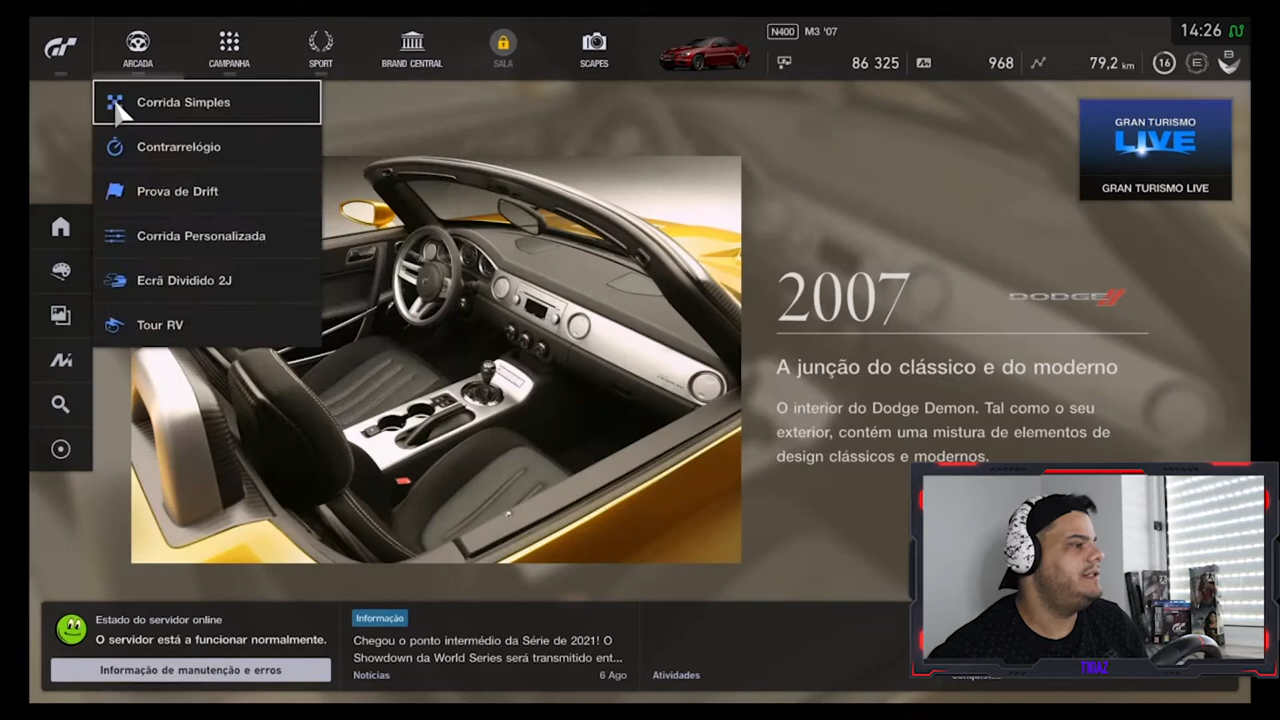 N400 M3 '07
14:26
ARCADA
CAMPANHA
SPORT
BRAND CENTRAL
SALA
SCAPES
86 325
968
79,2 km
16
E
B
Corrida Simples
Contrarrelógio
Prova de Drift
Corrida Personalizada
Ecrã Dividido 2J
Tour RV
GRAN TURISMO
LIVE
GRAN TURISMO LIVE
2007
DODGE
A junção do clássico e do moderno
O interior do Dodge Demon. Tal como o seu
exterior, contém uma mistura de elementos de
design clássicos e modernos.
Estado do servidor online
O servidor está a funcionar normalmente.
Informação de manutenção e erros
Informação
Chegou o ponto intermédio da Série de 2021! O
Showdown da World Series será transmitido ent...
Notícias
6 Ago
Atividades
TIBAZ